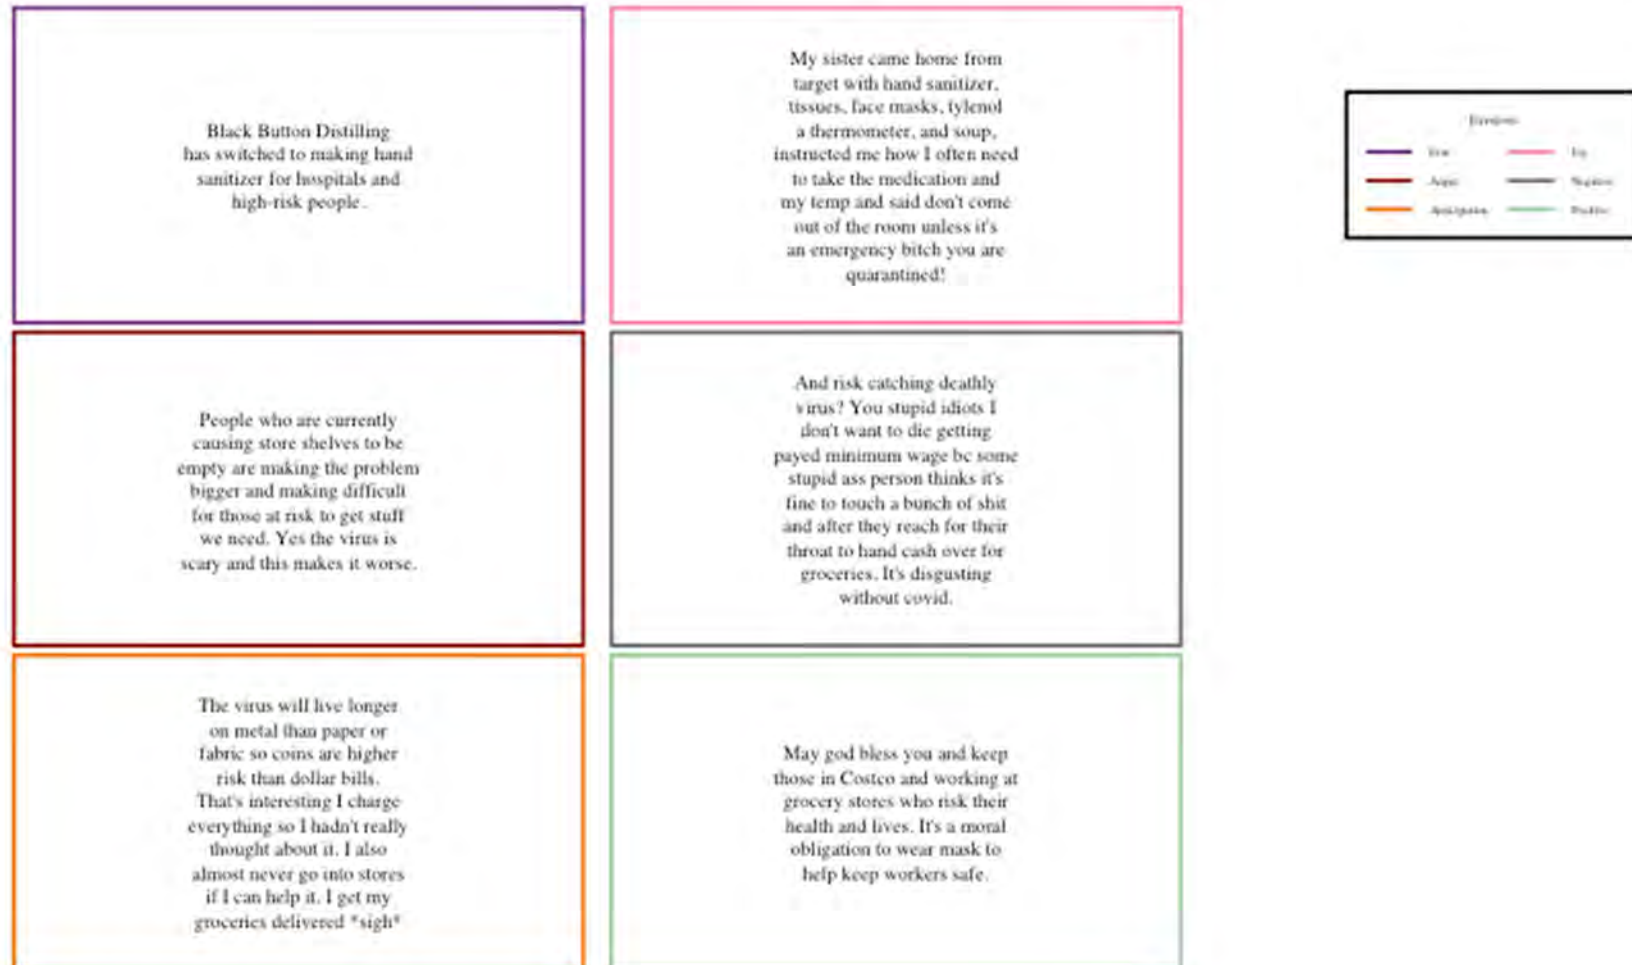 Black Button Distilling
has switched to making hand
sanitizer for hospitals and
high-risk people.
My sister came home from
target with hand sanitizer,
tissues, face masks, tylenol
a thermometer, and soup,
instructed me how I often need
to take the medication and
my temp and said don't come
out of the room unless it's
an emergency bitch you are
quarantined!
People who are currently
causing store shelves to be
empty are making the problem
bigger and making difficult
for those at risk to get stuff
we need. Yes the virus is
scary and this makes it worse.
And risk catching deathly
virus? You stupid idiots I
don't want to die getting
payed minimum wage bc some
stupid ass person thinks it's
fine to touch a bunch of shit
and after they reach for their
throat to hand cash over for
groceries. It's disgusting
without covid.
The virus will live longer
on metal than paper or
fabric so coins are higher
risk than dollar bills.
That's interesting I charge
everything so I hadn't really
thought about it. I also
almost never go into stores
if I can help it. I get my
groceries delivered *sigh*
May god bless you and keep
those in Costco and working at
grocery stores who risk their
health and lives. It's a moral
obligation to wear mask to
help keep workers safe.
Anger
Negative
Anticipation
Positive